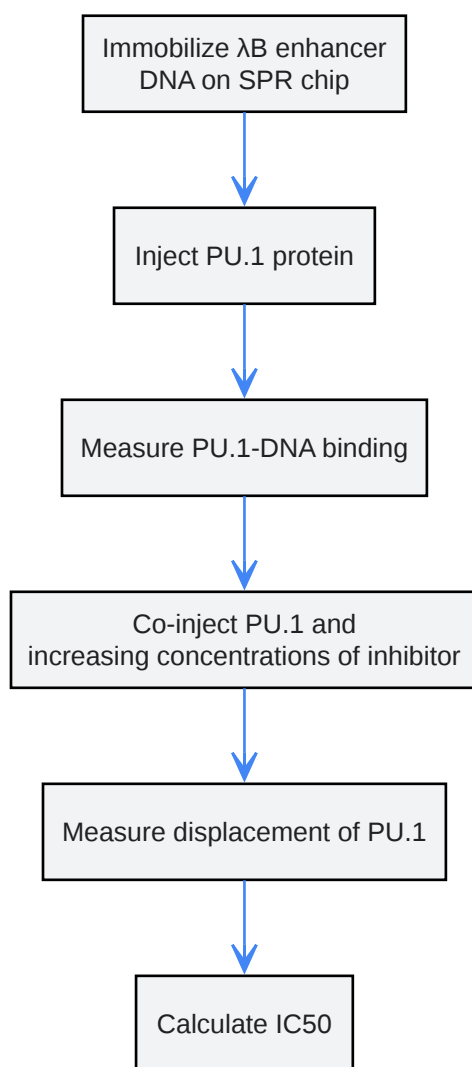 Immobilize λB enhancer
DNA on SPR chip
Inject PU.1 protein
Measure PU.1-DNA binding
Co-inject PU.1 and
increasing concentrations of inhibitor
Measure displacement of PU.1
Calculate IC50